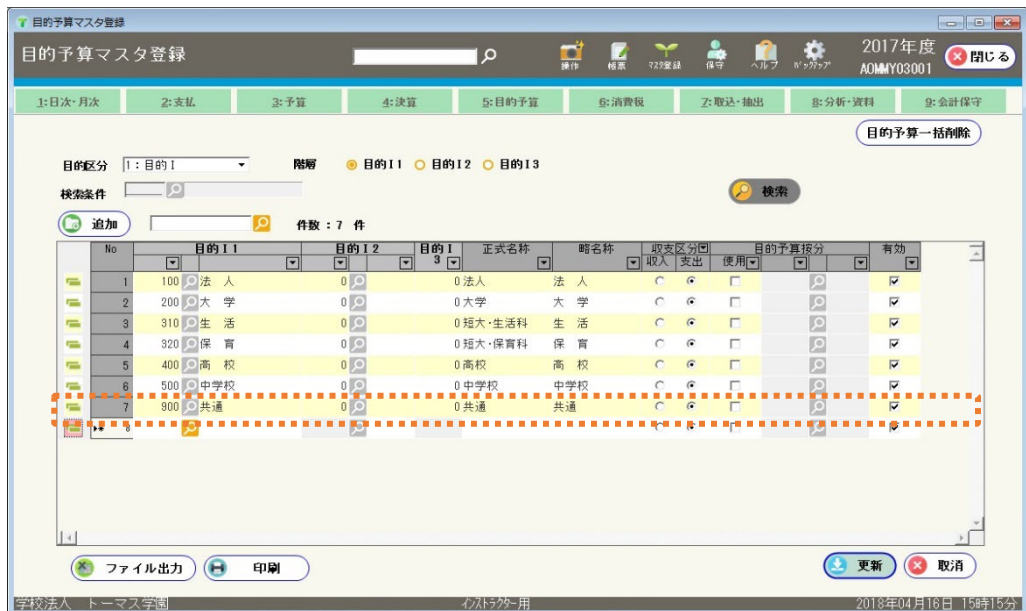 目的予算マスタ登録
目的予算マスタ登録
操作 帳票 マスタ登録 保守 ヘルプ バックアップ
2017年度
AOMMY03001
閉じる
1:日次・月次 2:支払 3:予算 4:決算 5:目的予算 6:消費税 7:取込・抽出 8:分析・資料 9:会計保守
目的予算一括削除
目的区分 1:目的Ⅰ 階層 目的Ⅰ1 目的Ⅰ2 目的Ⅰ3
検索条件 検索
追加 件数:7 件
No 目的Ⅰ1 目的Ⅰ2 目的Ⅰ3 正式名称 略名称 収支区分 目的予算按分 有効
収入 支出 使用
1 100 法 人 0 0 法人 法 人
2 200 大 学 0 0 大学 大 学
3 310 生 活 0 0 短大・生活科 生 活
4 320 保 育 0 0 短大・保育科 保 育
5 400 高 校 0 0 高校 高 校
6 500 中学校 0 0 中学校 中学校
7 900 共通 0 0 共通 共通
8
ファイル出力 印刷 更新 取消
学校法人 トーマス学園 インストラクター用 2018年04月16日 15時15分